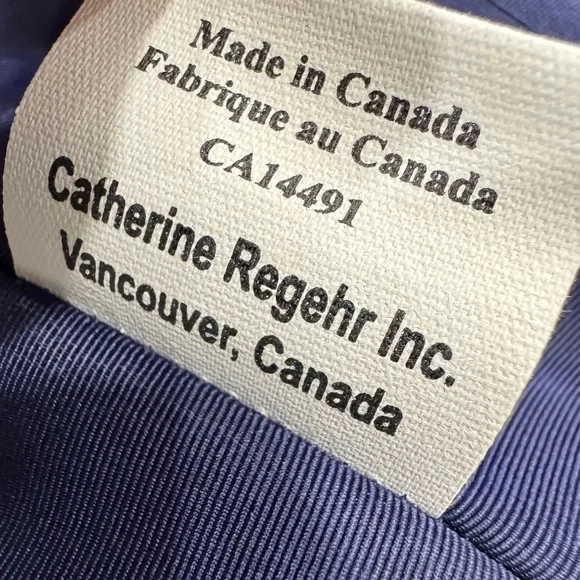 Made in Canada
Fabrique au Canada
CA14491
Catherine Regehr Inc.
Vancouver, Canada